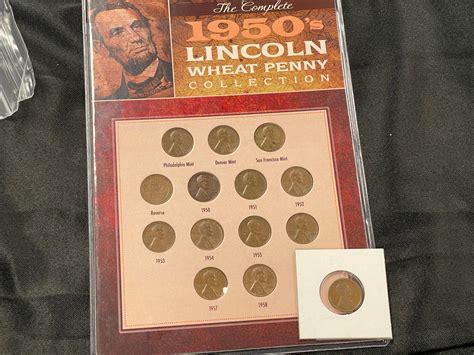 The Complete
1950's
LINCOLN
WHEAT PENNY
COLLECTION
Philadelphia Mint Denver Mint San Francisco Mint
Reverse 1950 1951 1952
1953 1954 1955
1957 1958